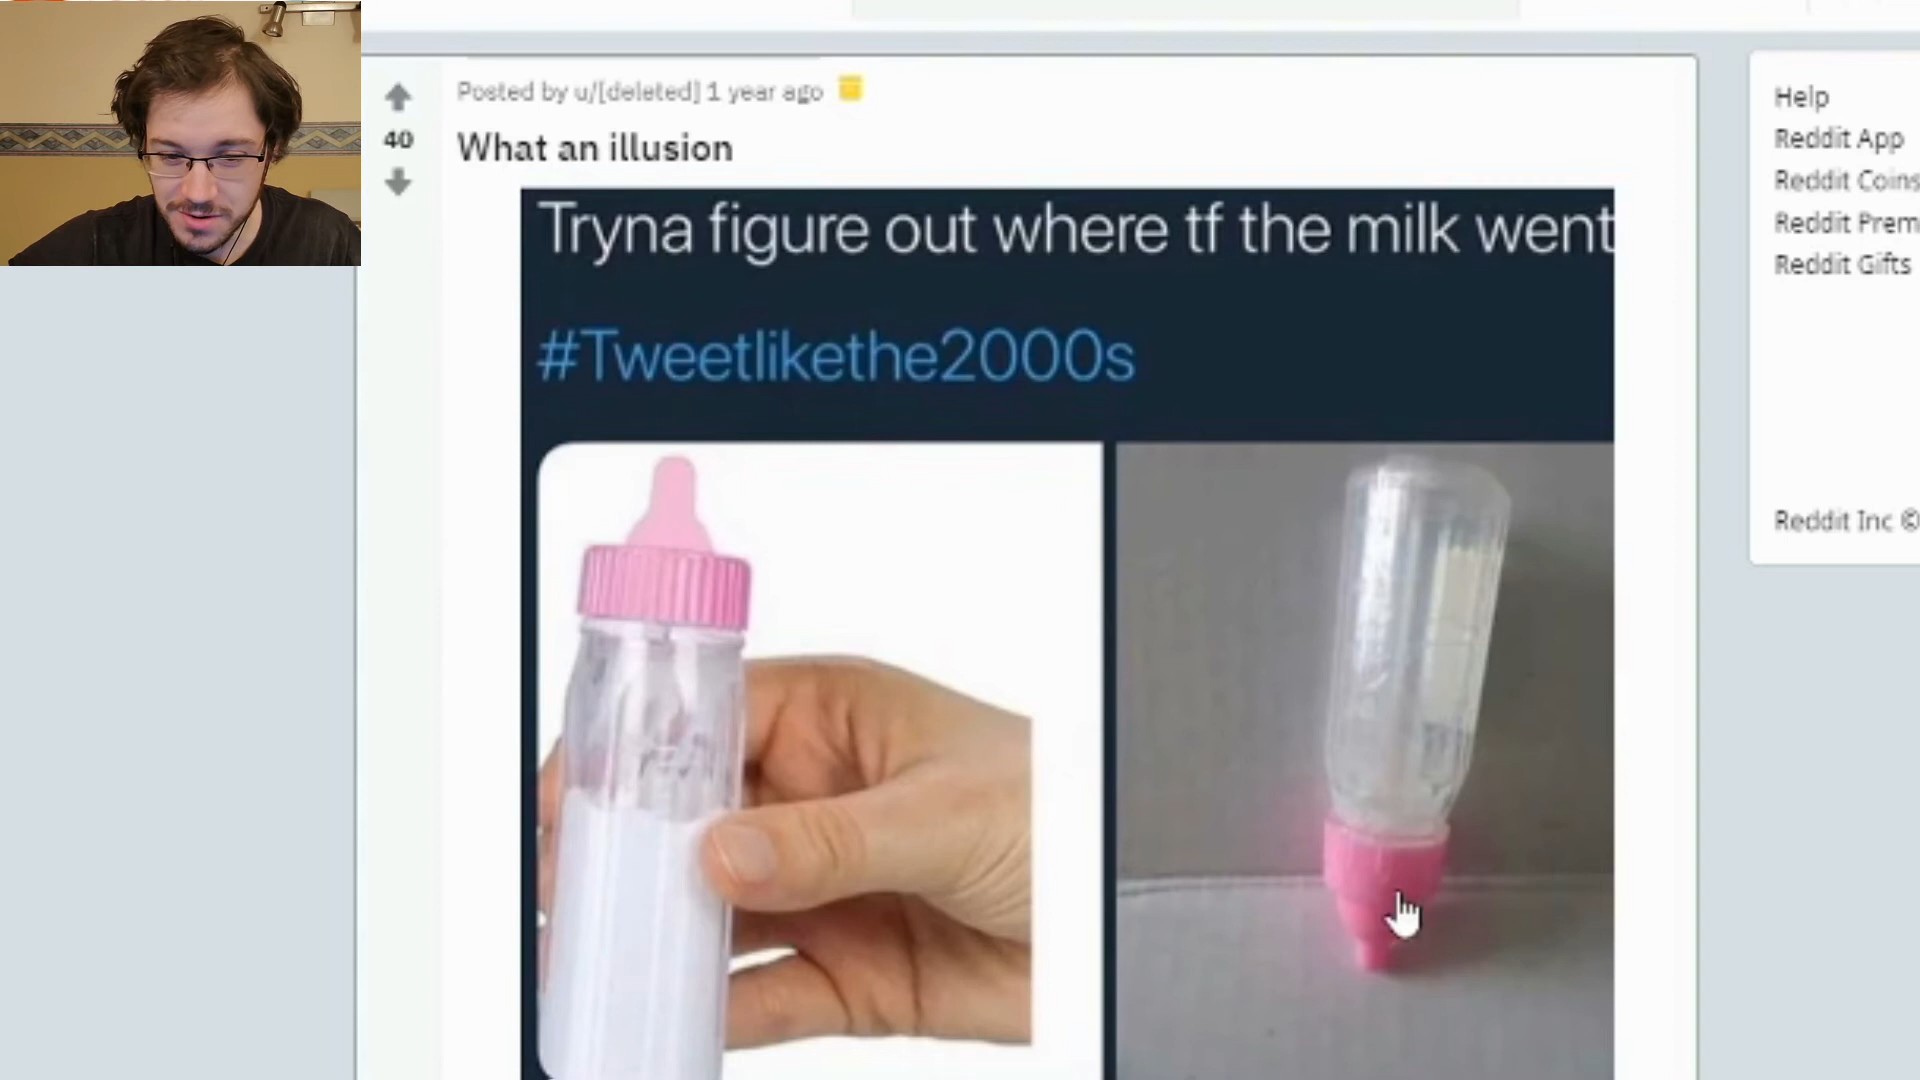 Posted by u/[deleted] 1 year ago
40
What an illusion
Tryna figure out where tf the milk went
#Tweetlikethe2000s
Help
Reddit App
Reddit Coins
Reddit Prem
Reddit Gifts
Reddit Inc ©